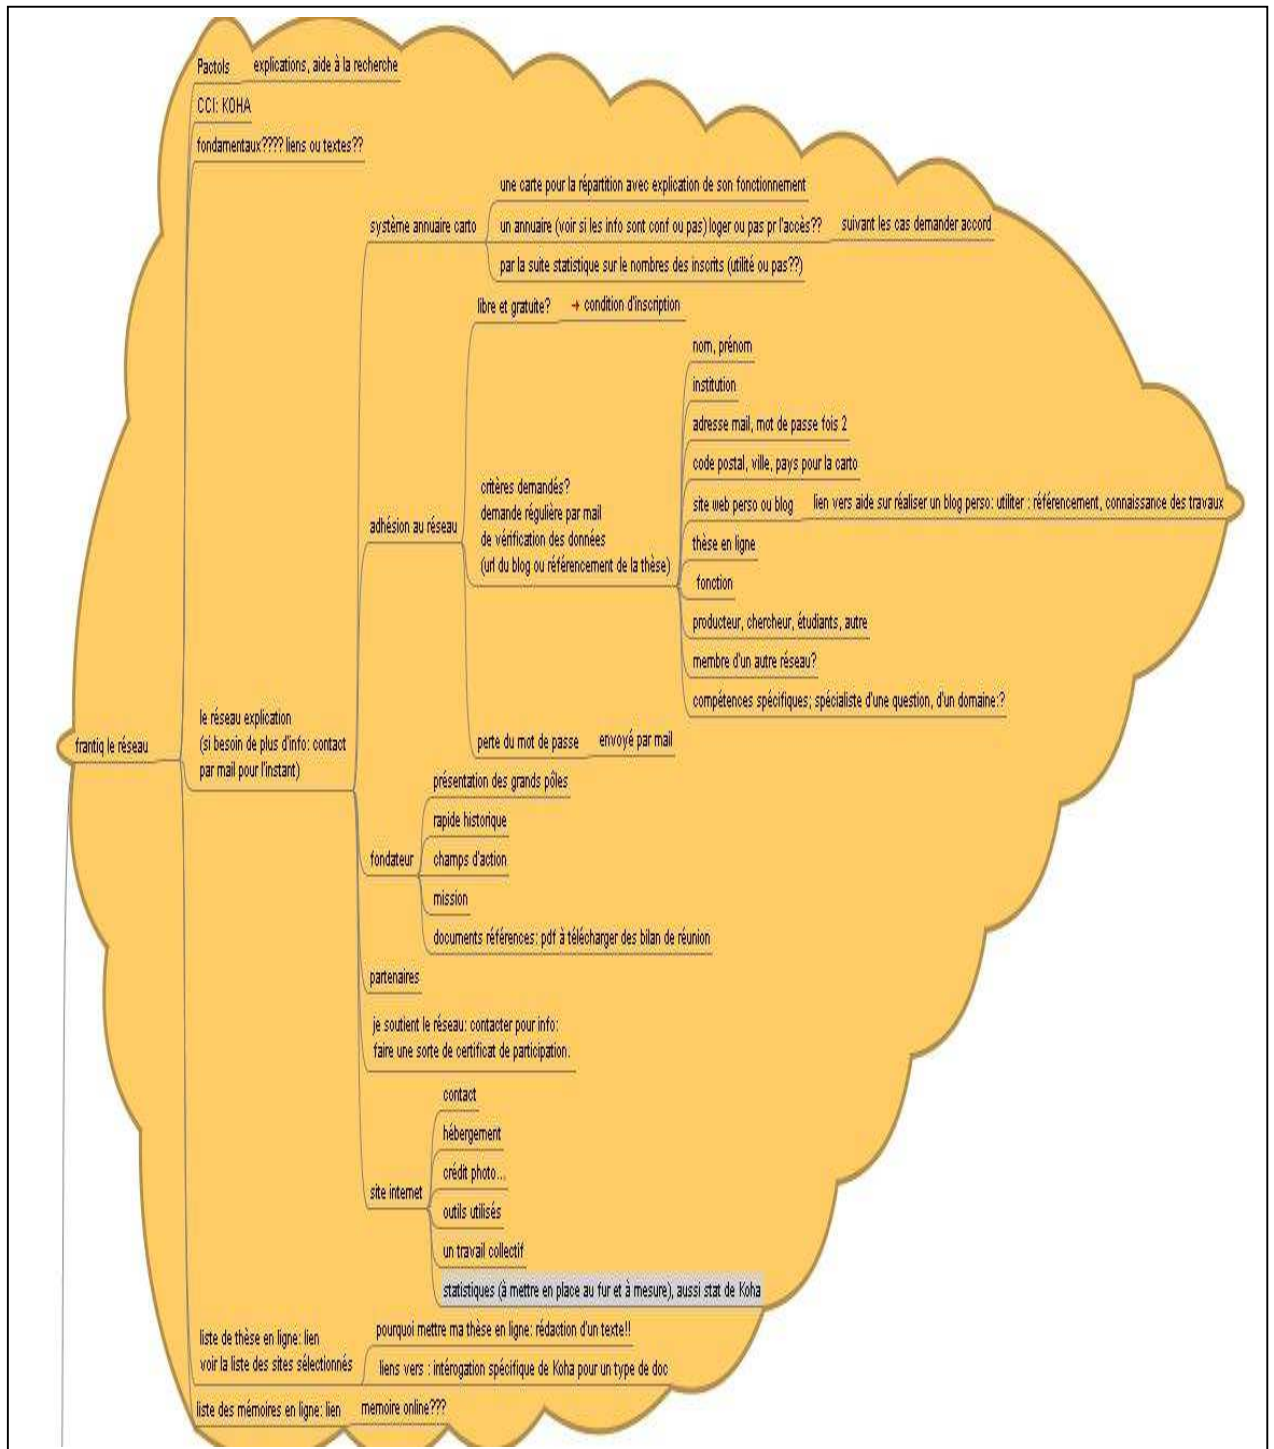 Pactols
explications, aide à la recherche
CCI: KOHA
fondamentaux???? liens ou textes??
frantiq le réseau
le réseau explication
(si besoin de plus d'info: contact
par mail pour l'instant)
système annuaire carto
une carte pour la répartition avec explication de son fonctionnement
un annuaire (voir si les info sont conf ou pas) loger ou pas pr l'accès??
suivant les cas demander accord
par la suite statistique sur le nombres des inscrits (utilité ou pas??)
adhésion au réseau
libre et gratuite?
condition d'inscription
critères demandés?
demande régulière par mail
de vérification des données
(url du blog ou référencement de la thèse)
nom, prénom
institution
adresse mail, mot de passe fois 2
code postal, ville, pays pour la carto
site web perso ou blog
lien vers aide sur réaliser un blog perso: utiliter : référencement, connaissance des travaux
thèse en ligne
fonction
producteur, chercheur, étudiants, autre
membre d'un autre réseau?
compétences spécifiques; spécialiste d'une question, d'un domaine:?
perte du mot de passe
envoyé par mail
fondateur
présentation des grands pôles
rapide historique
champs d'action
mission
documents références: pdf à télécharger des bilan de réunion
partenaires
je soutient le réseau: contacter pour info:
faire une sorte de certificat de participation.
site internet
contact
hébergement
crédit photo...
outils utilisés
un travail collectif
statistiques (à mettre en place au fur et à mesure), aussi stat de Koha
liste de thèse en ligne: lien
voir la liste des sites sélectionnés
pourquoi mettre ma thèse en ligne: rédaction d'un texte!!
liens vers : intérogation spécifique de Koha pour un type de doc
liste des mémoires en ligne: lien
memoire online???